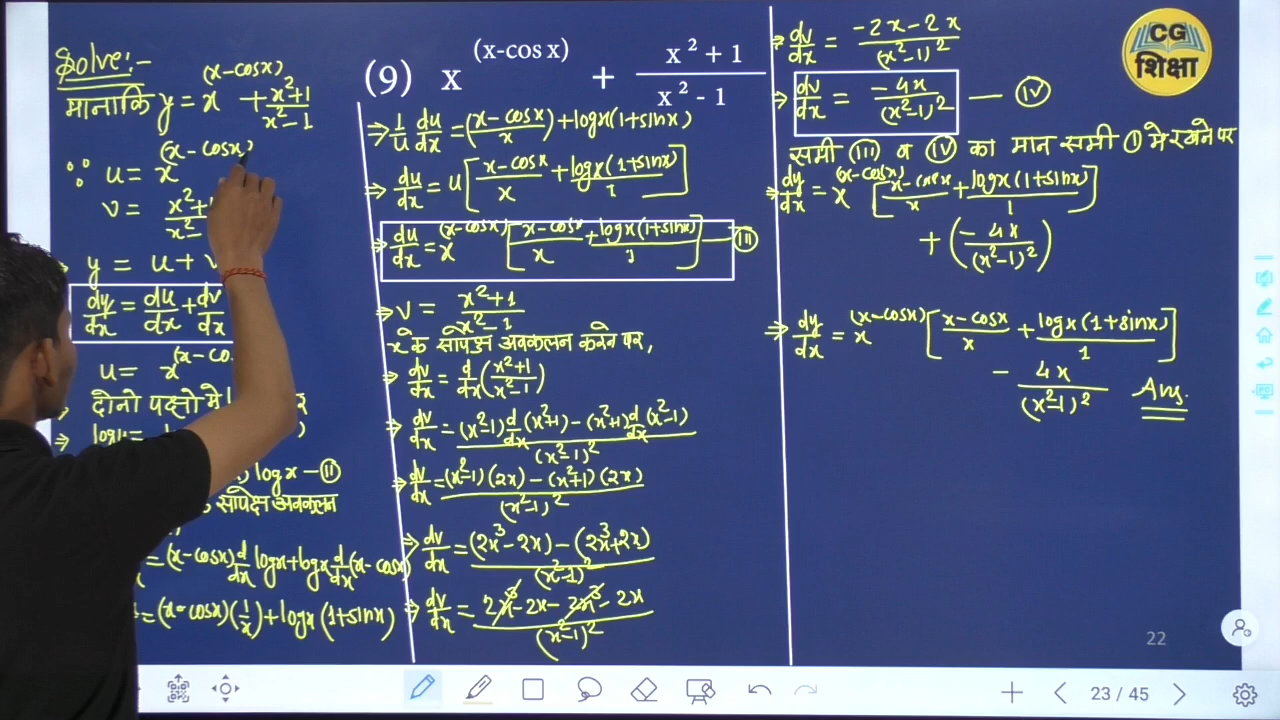 Solve:-
मानाकि y = x^(x-cosx) + (x²+1)/(x²-1)
∵ u = x^(x-cosx)
v = x²+1 / x²-
y = u + v
dy/dx = du/dx + dv/dx
u = x^(x-co
दोनो पक्षो मे
logu =
logx — II
सापेक्ष अवकलन
= (x-cosx) d/dx logx + logx d/dx (x-cosx)
= (x-cosx)(1/x) + logx (1+sinx)
(9) x^(x-cos x) + (x² + 1)/(x² - 1)
⇒ 1/u du/dx = (x-cosx / x) + logx(1+sinx)
⇒ du/dx = u [x-cosx / x + logx(1+sinx) / 1]
⇒ du/dx = x^(x-cosx) [x-cosx / x + logx(1+sinx) / 1] — III
⇒ v = x²+1 / x²-1
x के सापेक्ष अवकलन करने पर,
⇒ dv/dx = d/dx (x²+1 / x²-1)
⇒ dv/dx = (x²-1) d/dx (x²+1) - (x²+1) d/dx (x²-1) / (x²-1)²
⇒ dv/dx = (x²-1)(2x) - (x²+1)(2x) / (x²-1)²
⇒ dv/dx = (2x³-2x) - (2x³+2x) / (x²-1)²
⇒ dv/dx = 2x³-2x-2x³-2x / (x²-1)²
⇒ dv/dx = -2x-2x / (x²-1)²
⇒ dv/dx = -4x / (x²-1)² — IV
समी III व IV का मान समी I मे रखने पर
⇒ dy/dx = x^(x-cosx) [x-cosx / x + logx(1+sinx) / 1]
+ (-4x / (x²-1)²)
⇒ dy/dx = x^(x-cosx) [x-cosx / x + logx(1+sinx) / 1]
- 4x / (x²-1)² Ans.
CG
शिक्षा
22
23 / 45